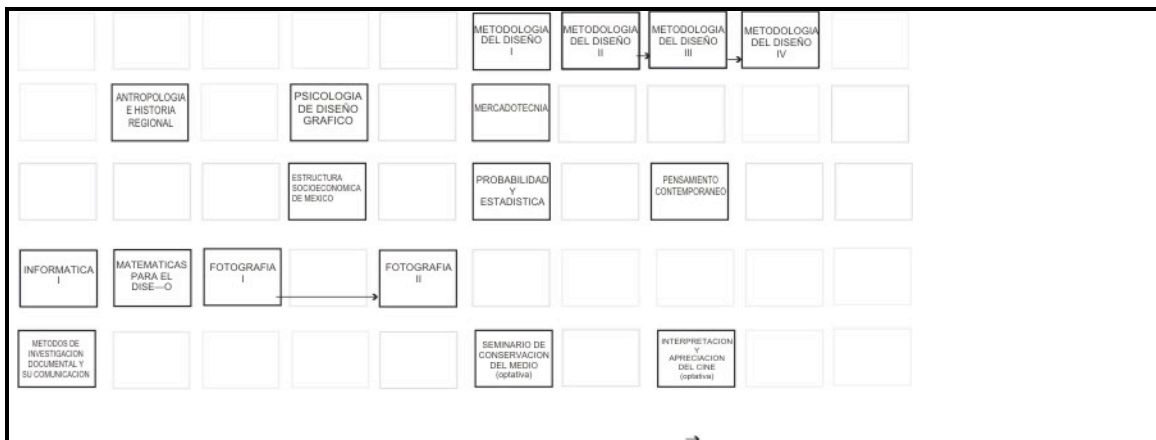 METODOLOGIA
DEL DISEÑO
I
METODOLOGIA
DEL DISEÑO
II
METODOLOGIA
DEL DISEÑO
III
METODOLOGIA
DEL DISEÑO
IV
ANTROPOLOGIA
E HISTORIA
REGIONAL
PSICOLOGIA
DE DISEÑO
GRAFICO
MERCADOTECNIA
ESTRUCTURA
SOCIOECONOMICA
DE MEXICO
PROBABILIDAD
Y
ESTADISTICA
PENSAMIENTO
CONTEMPORANEO
INFORMATICA
I
MATEMATICAS
PARA EL
DISE—O
FOTOGRAFIA
I
FOTOGRAFIA
II
METODOS DE
INVESTIGACION
DOCUMENTAL Y
SU COMUNICACION
SEMINARIO DE
CONSERVACION
DEL MEDIO
(optativa)
INTERPRETACION
Y
APRECIACION
DEL CINE
(optativa)